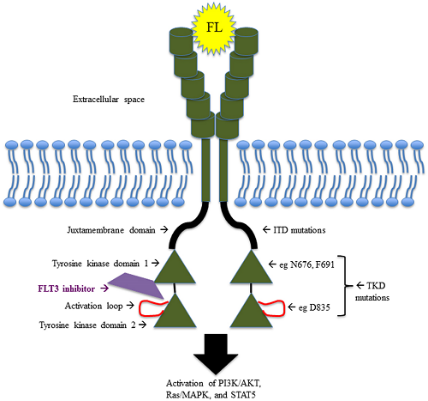 FL
Extracellular space
Juxtamembrane domain →
← ITD mutations
Tyrosine kinase domain 1 →
← eg N676, F691
FLT3 inhibitor →
← TKD
mutations
Activation loop →
← eg D835
Tyrosine kinase domain 2 →
Activation of PI3K/AKT,
Ras/MAPK, and STAT5